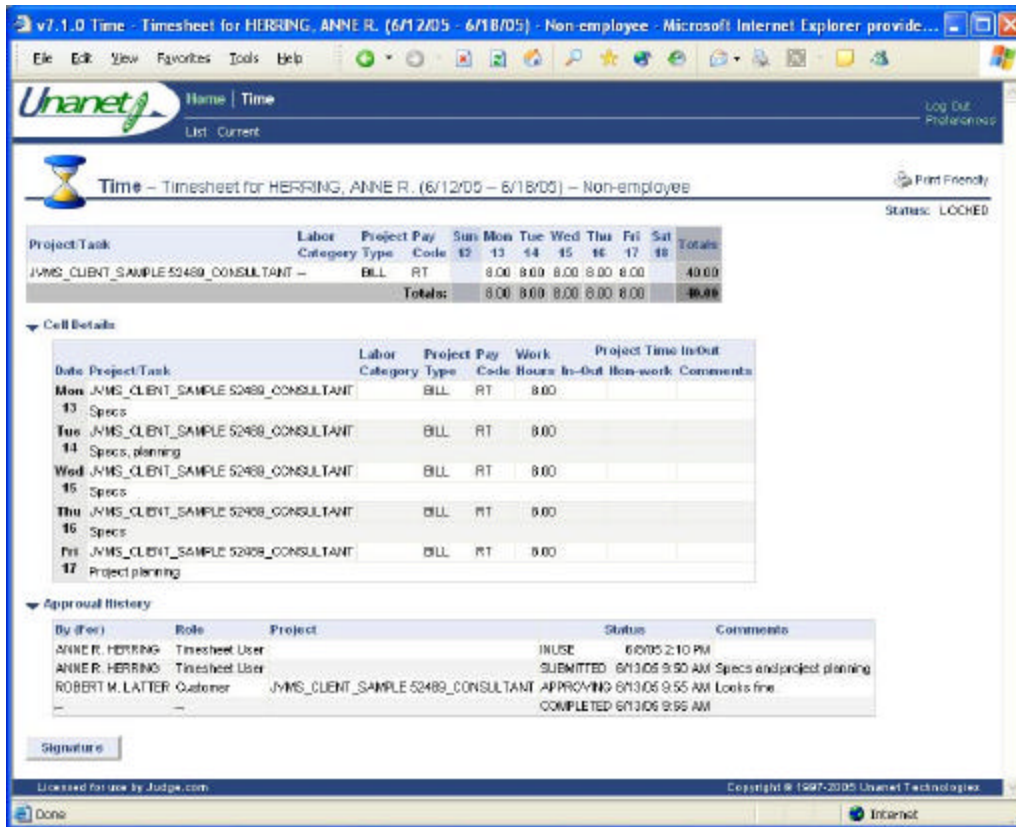 v7.1.0 Time - Timesheet for HERRING, ANNE R. (6/12/05 - 6/18/05) - Non-employee - Microsoft Internet Explorer provide...
File Edit View Favorites Tools Help
Unanet
Home | Time
Log Out
Preferences
List Current
Time – Timesheet for HERRING, ANNE R. (6/12/05 – 6/18/05) – Non-employee
Print Friendly
Status: LOCKED
Project/Task Labor Category Project Type Pay Code Sun 12 Mon 13 Tue 14 Wed 15 Thu 16 Fri 17 Sat 18 Totals
JVMS_CLIENT_SAMPLE 52489_CONSULTANT -- BILL RT 8.00 8.00 8.00 8.00 8.00 40.00
Totals: 8.00 8.00 8.00 8.00 8.00 40.00
Cell Details
Project Time In/Out
Date Project/Task Labor Category Project Type Pay Code Work Hours In-Out Non-work Comments
Mon 13 JVMS_CLIENT_SAMPLE 52489_CONSULTANT BILL RT 8.00
Specs
Tue 14 JVMS_CLIENT_SAMPLE 52489_CONSULTANT BILL RT 8.00
Specs, planning
Wed 15 JVMS_CLIENT_SAMPLE 52489_CONSULTANT BILL RT 8.00
Specs
Thu 16 JVMS_CLIENT_SAMPLE 52489_CONSULTANT BILL RT 8.00
Specs
Fri 17 JVMS_CLIENT_SAMPLE 52489_CONSULTANT BILL RT 8.00
Project planning
Approval History
By (For) Role Project Status Comments
ANNE R. HERRING Timesheet User INUSE 2:10 PM
ANNE R. HERRING Timesheet User SUBMITTED 6/13/05 9:50 AM Specs and project planning
ROBERT M. LATTER Customer JVMS_CLIENT_SAMPLE 52489_CONSULTANT APPROVING 6/13/05 9:55 AM Looks fine.
-- -- COMPLETED 6/13/05 9:55 AM
Signature
Licensed for use by Judge.com
Copyright © 1997-2005 Unanet Technologies
Done
Internet